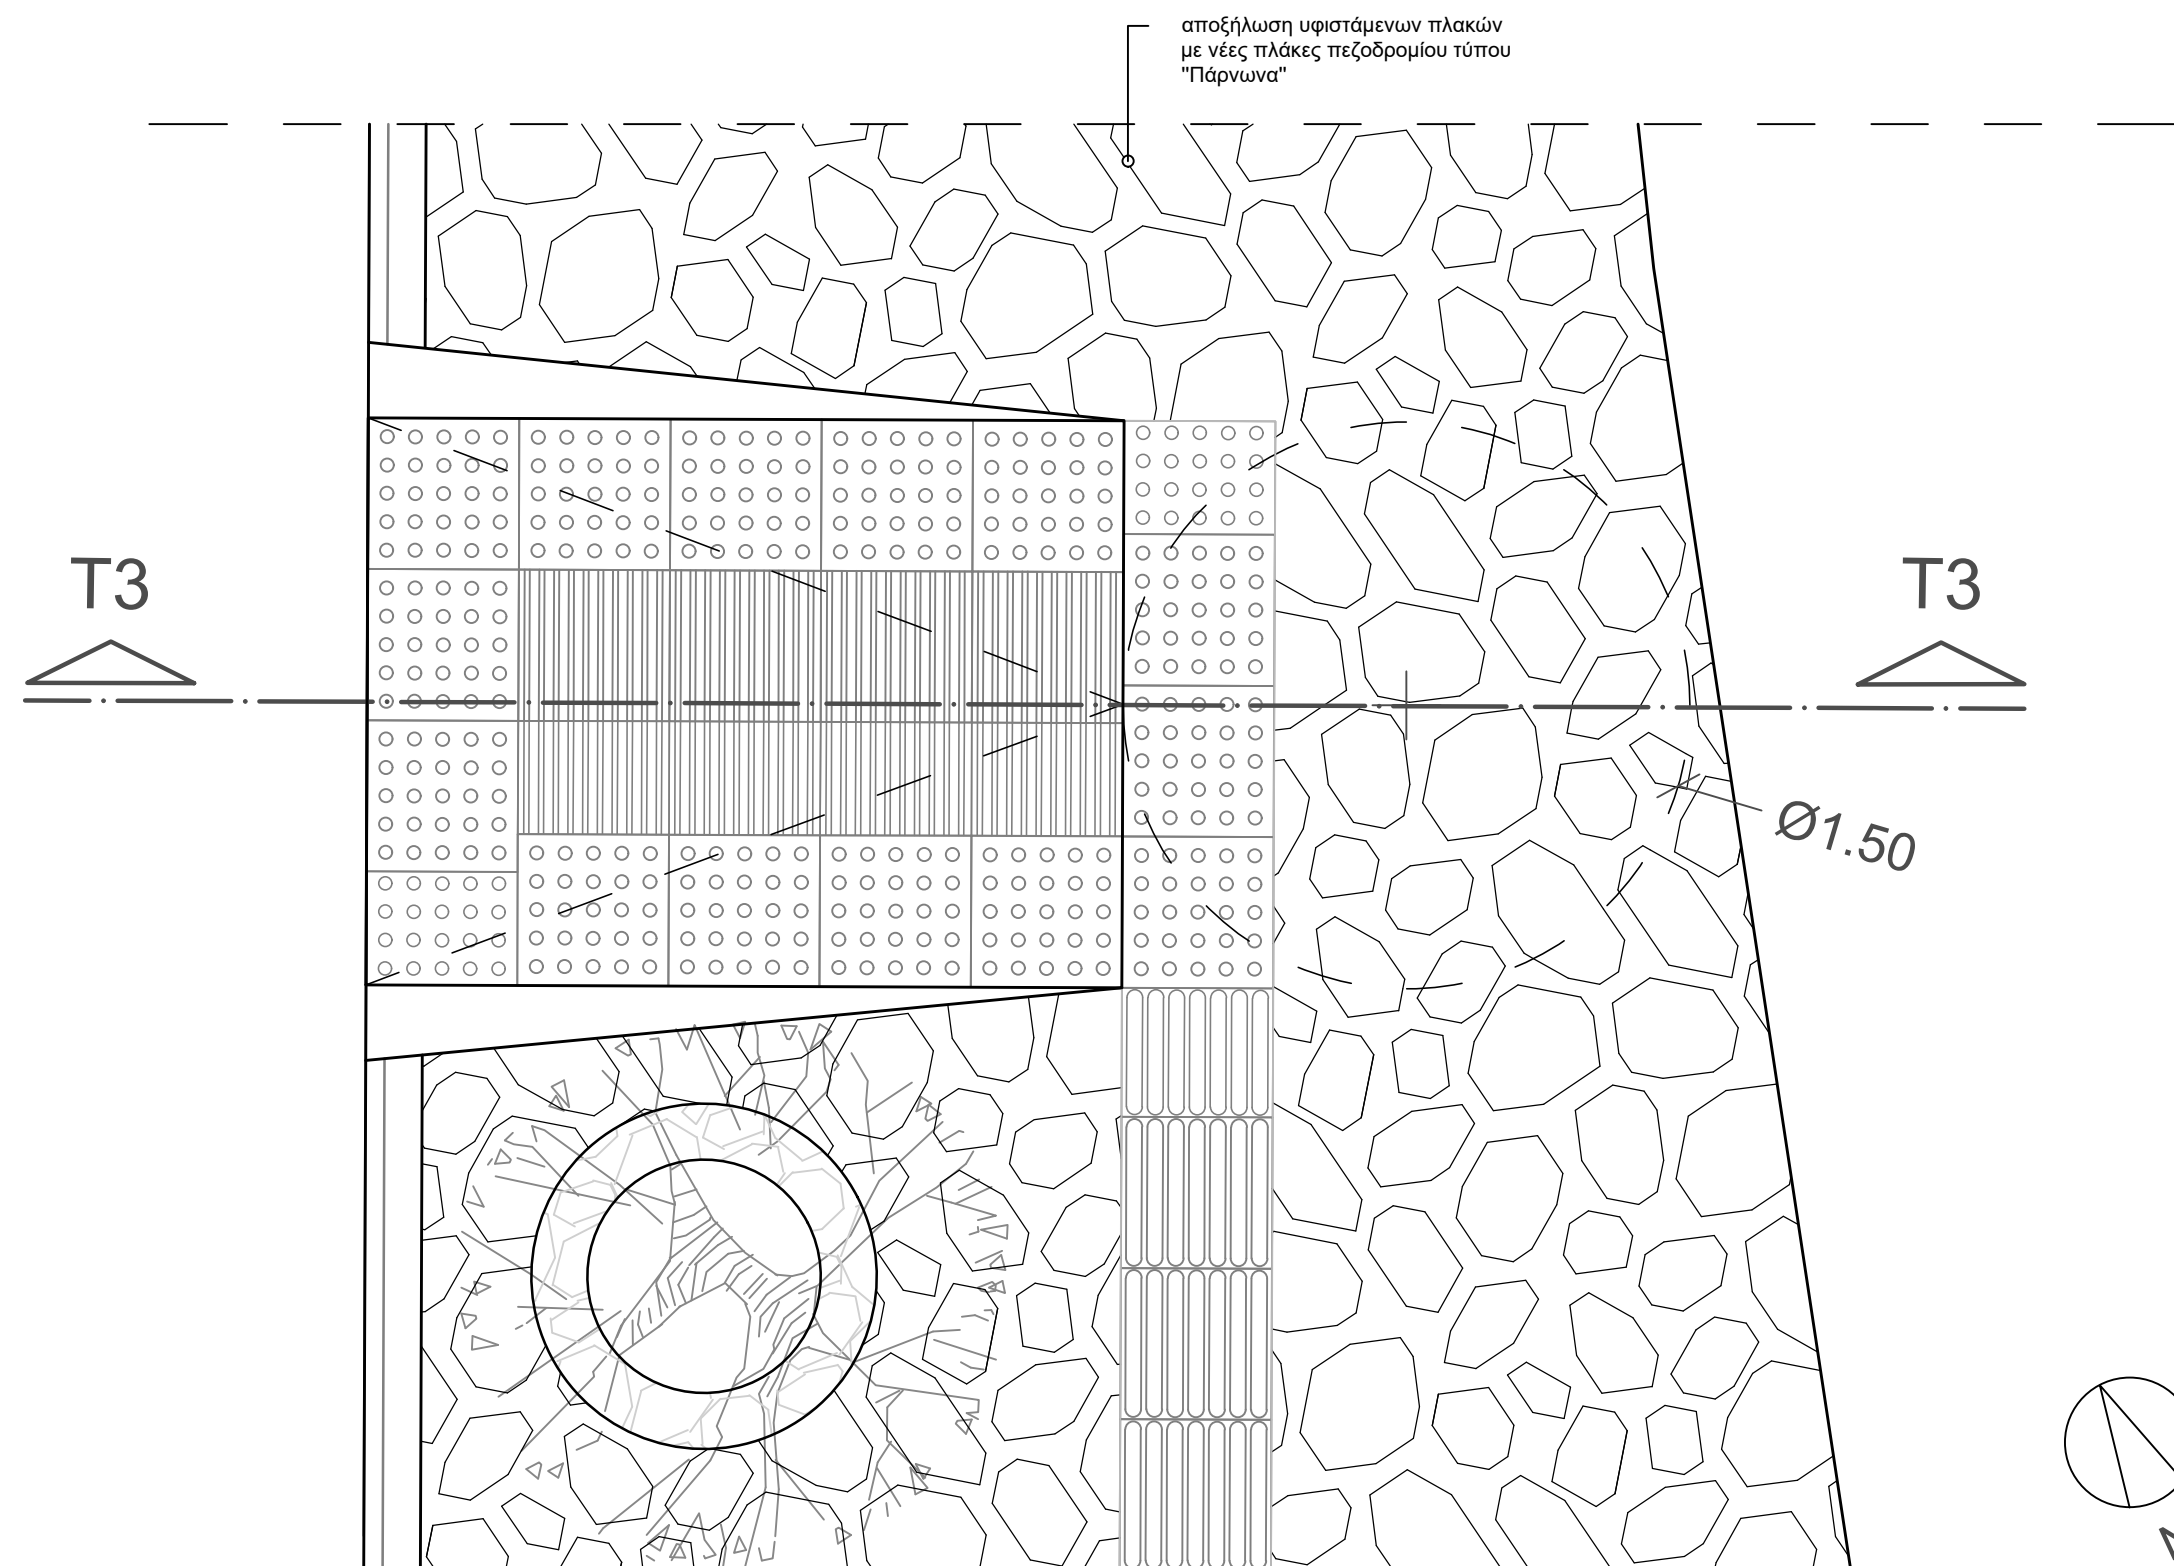 αποξήλωση υφιστάμενων πλακών
με νέες πλάκες πεζοδρομίου τύπου
"Πάρνωνα"
T3
T3
Ø1.50